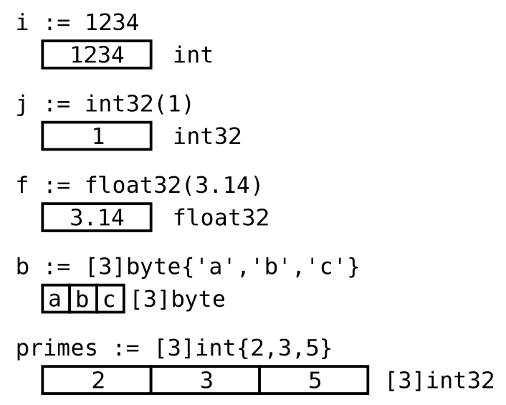 i := 1234
1234 int
j := int32(1)
1 int32
f := float32(3.14)
3.14 float32
b := [3]byte{'a','b','c'}
a b c [3]byte
primes := [3]int{2,3,5}
2 3 5 [3]int32